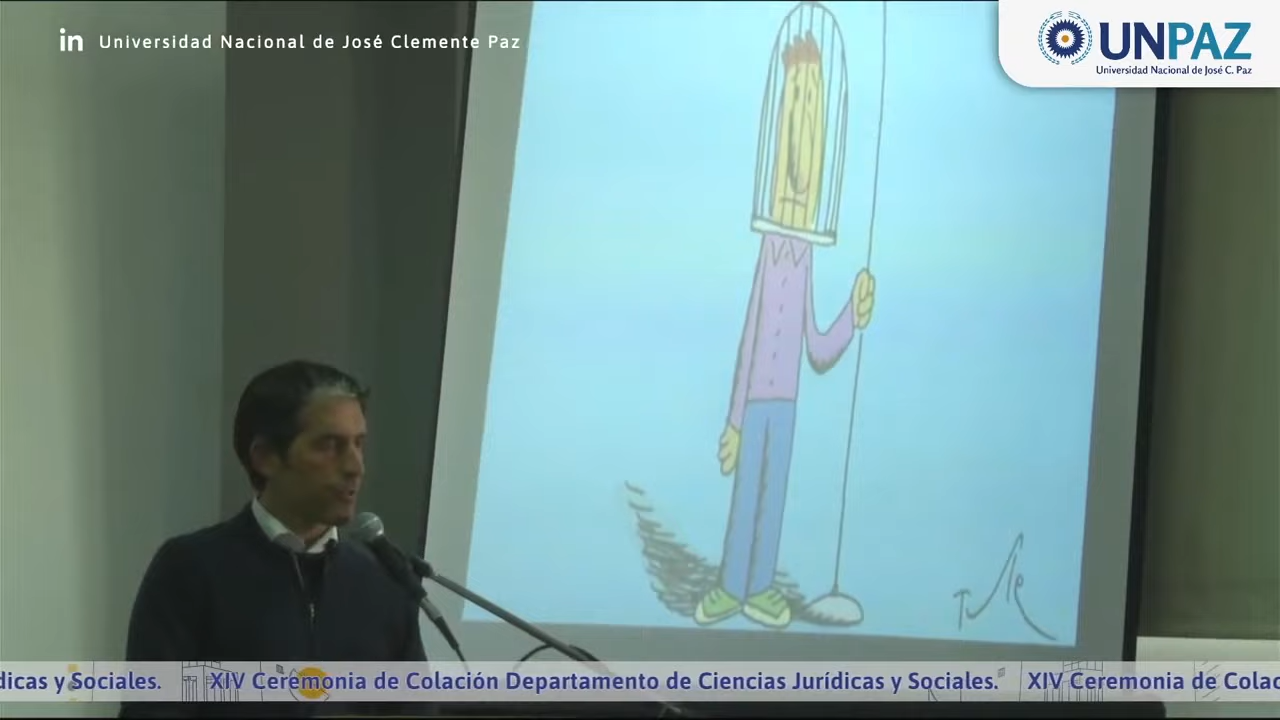 in Universidad Nacional de José Clemente Paz
UNPAZ
Universidad Nacional de José C. Paz
dicas y Sociales. XIV Ceremonia de Colación Departamento de Ciencias Jurídicas y Sociales. XIV Ceremonia de Colac